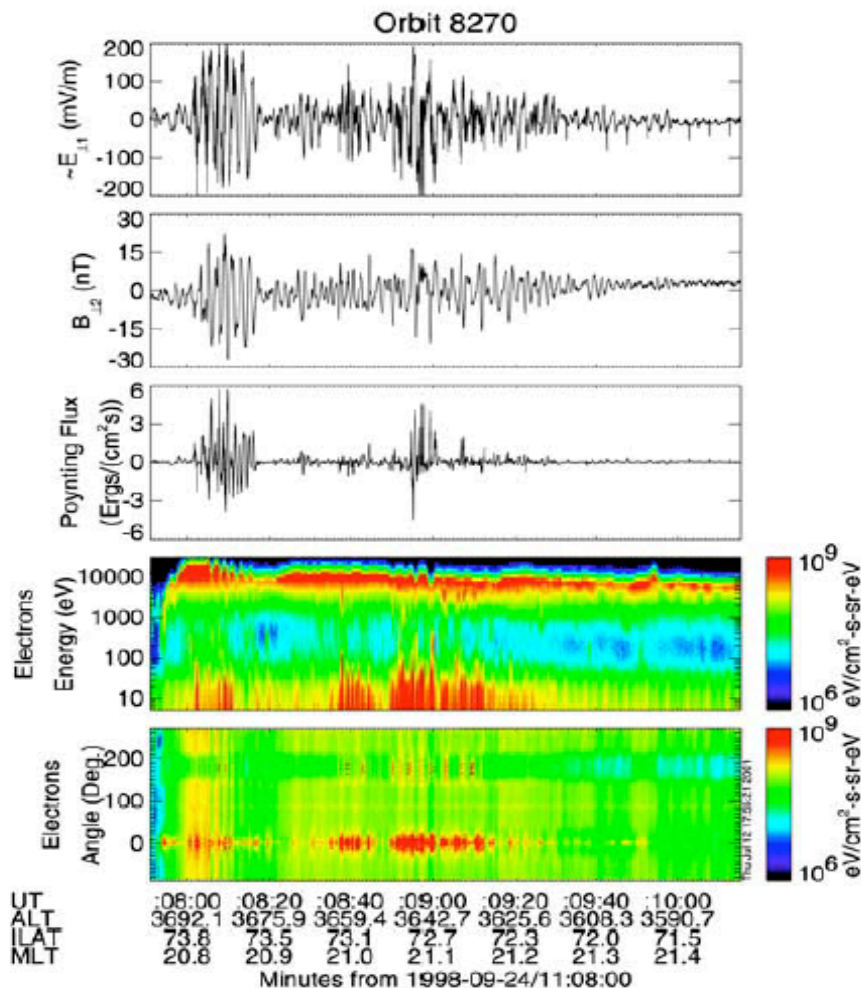 Orbit 8270
200
100
0
-100
-200
~E⊥1 (mV/m)
30
15
0
-15
-30
B⊥2 (nT)
6
3
0
-3
-6
Poynting Flux
(Ergs/(cm²s))
10000
1000
100
10
Electrons
Energy (eV)
10⁹
10⁶
eV/cm²-s-sr-eV
200
100
0
Electrons
Angle (Deg.)
10⁹
10⁶
eV/cm²-s-sr-eV
UT :08:00 :08:20 :08:40 :09:00 :09:20 :09:40 :10:00
ALT 3692.1 3675.9 3659.4 3642.7 3625.6 3608.3 3590.7
ILAT 73.8 73.5 73.1 72.7 72.3 72.0 71.5
MLT 20.8 20.9 21.0 21.1 21.2 21.3 21.4
Minutes from 1998-09-24/11:08:00